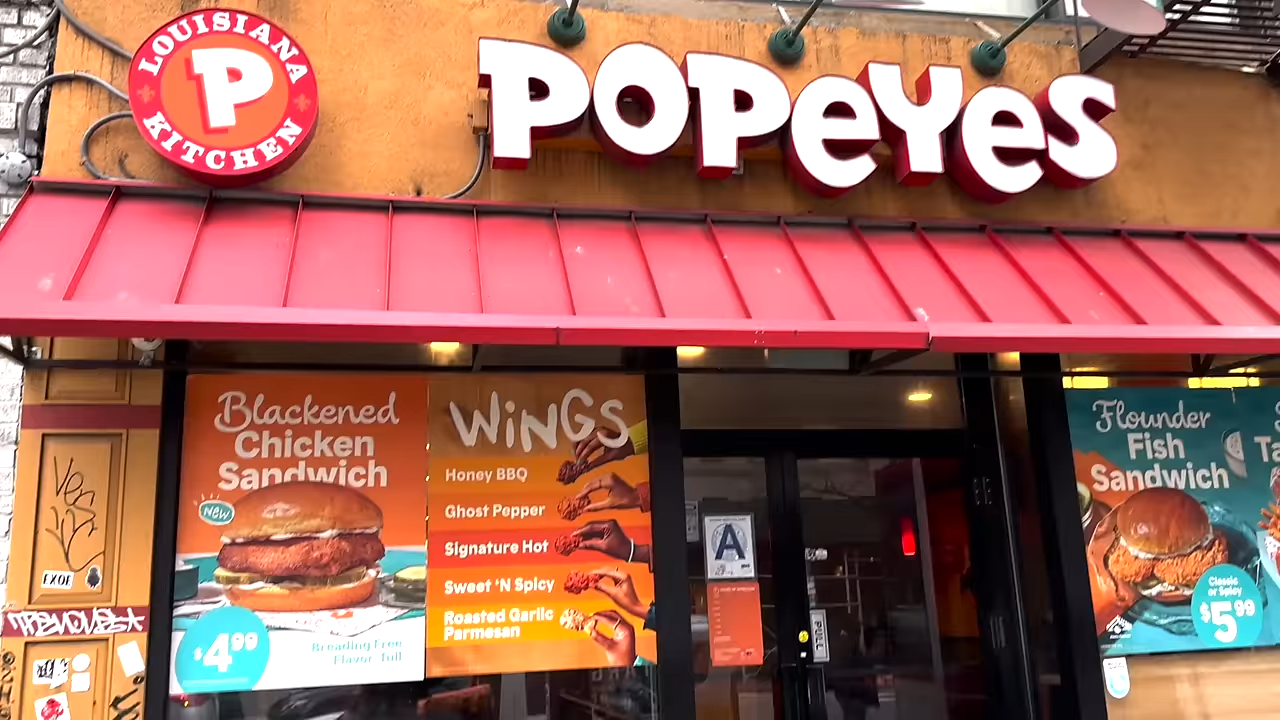 LOUISIANA
P
KITCHEN
POPEYES
Blackened
Chicken
Sandwich
NEW
$4.99
Breading Free
Flavor Full
WINGS
Honey BBQ
Ghost Pepper
Signature Hot
Sweet 'N Spicy
Roasted Garlic
Parmesan
A
PULL
Flounder
Fish
Sandwich
Classic
or Spicy
$5.99